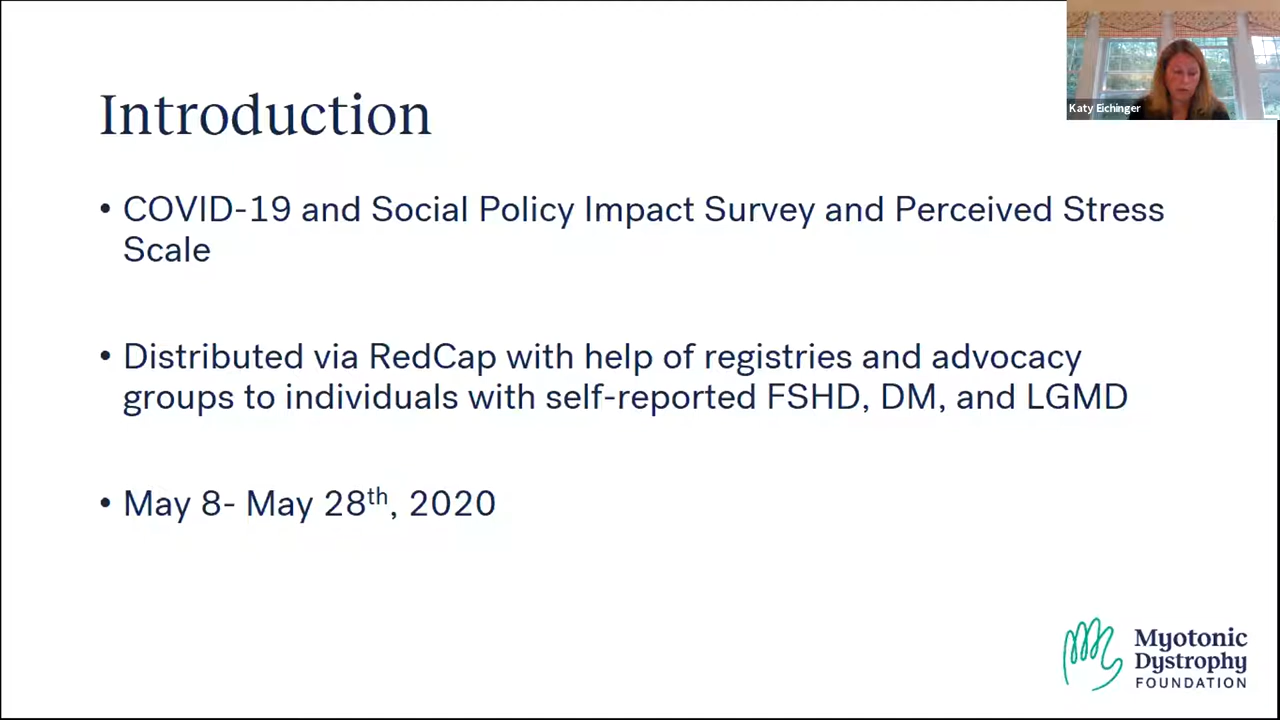 Katy Eichinger
Introduction
• COVID-19 and Social Policy Impact Survey and Perceived Stress
Scale
• Distributed via RedCap with help of registries and advocacy
groups to individuals with self-reported FSHD, DM, and LGMD
• May 8- May 28th, 2020
Myotonic
Dystrophy
FOUNDATION